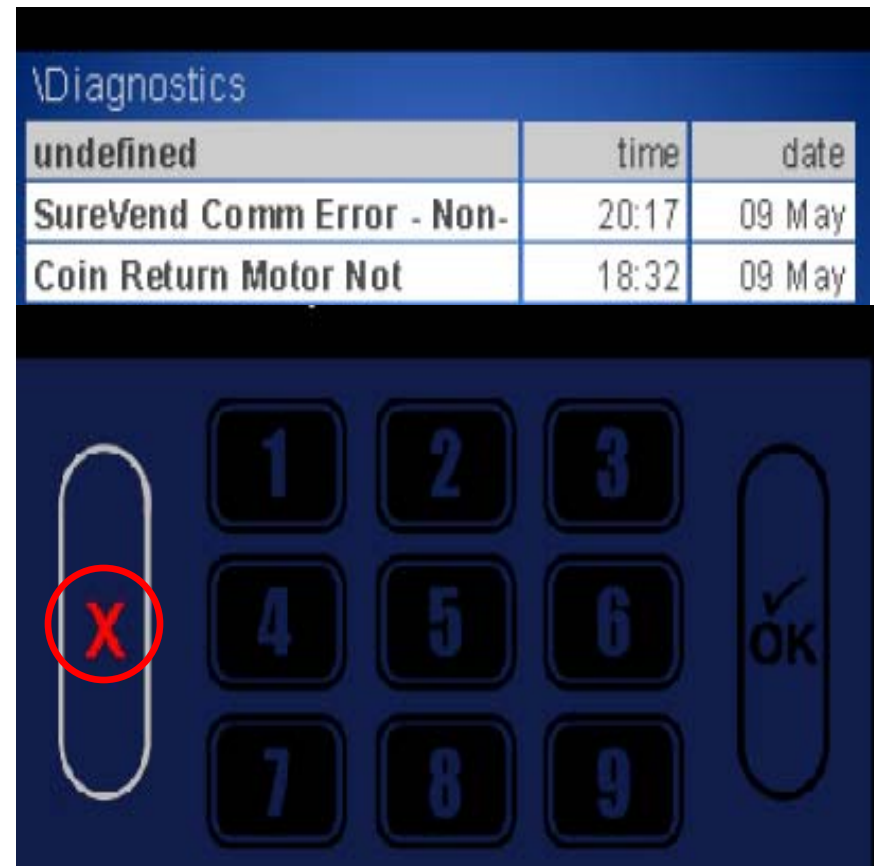 \Diagnostics
undefined time date
SureVend Comm Error - Non- 20:17 09 May
Coin Return Motor Not 18:32 09 May
1 2 3
X 4 5 6 ✓OK
7 8 9